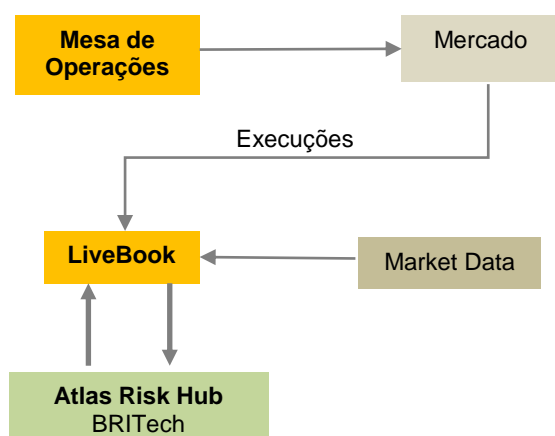 Mesa de
Operações
Mercado
Execuções
LiveBook
Market Data
Atlas Risk Hub
BRITech